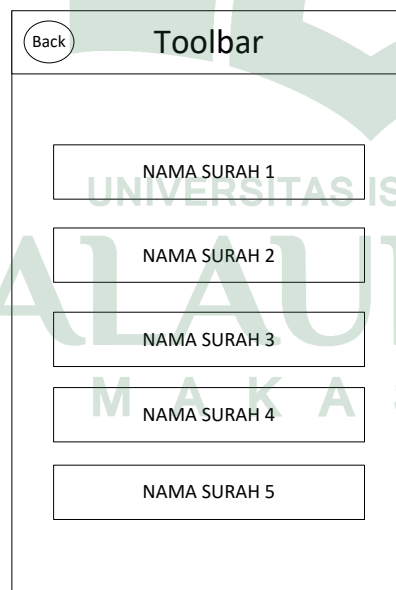 Back
Toolbar
NAMA SURAH 1
UNIVERSITAS IS
NAMA SURAH 2
ALAU
NAMA SURAH 3
M A K A S
NAMA SURAH 4
NAMA SURAH 5